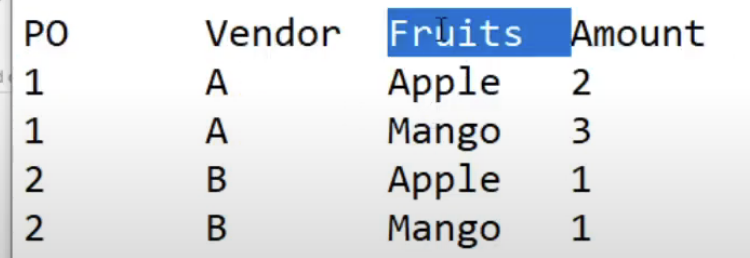 PO Vendor Fruits Amount
1 A Apple 2
1 A Mango 3
2 B Apple 1
2 B Mango 1